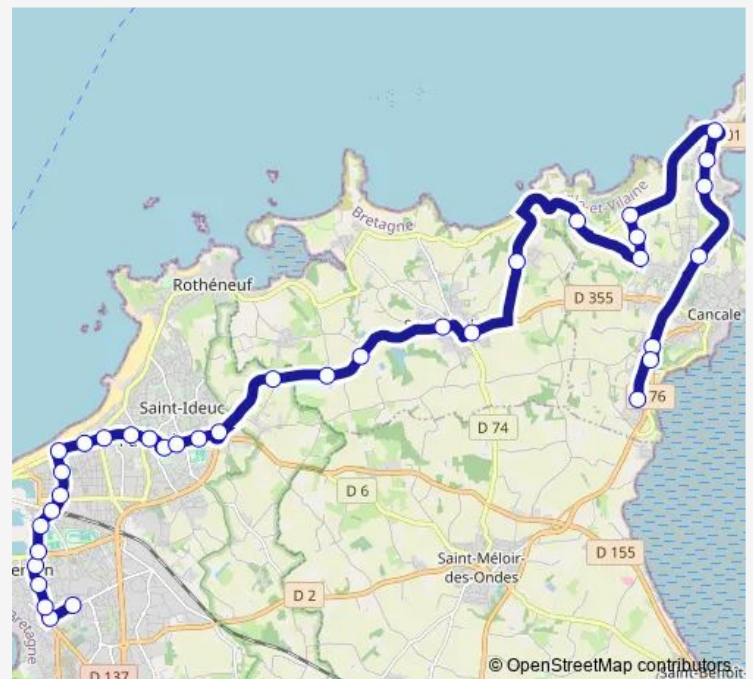 Bretagne
Rothéneuf
D 355
Cancale
Saint-Ideuc
76
D 74
D 6
Saint-Méloir-
des-Ondes
D 155
D 2
D 137
© OpenStreetMap contributors